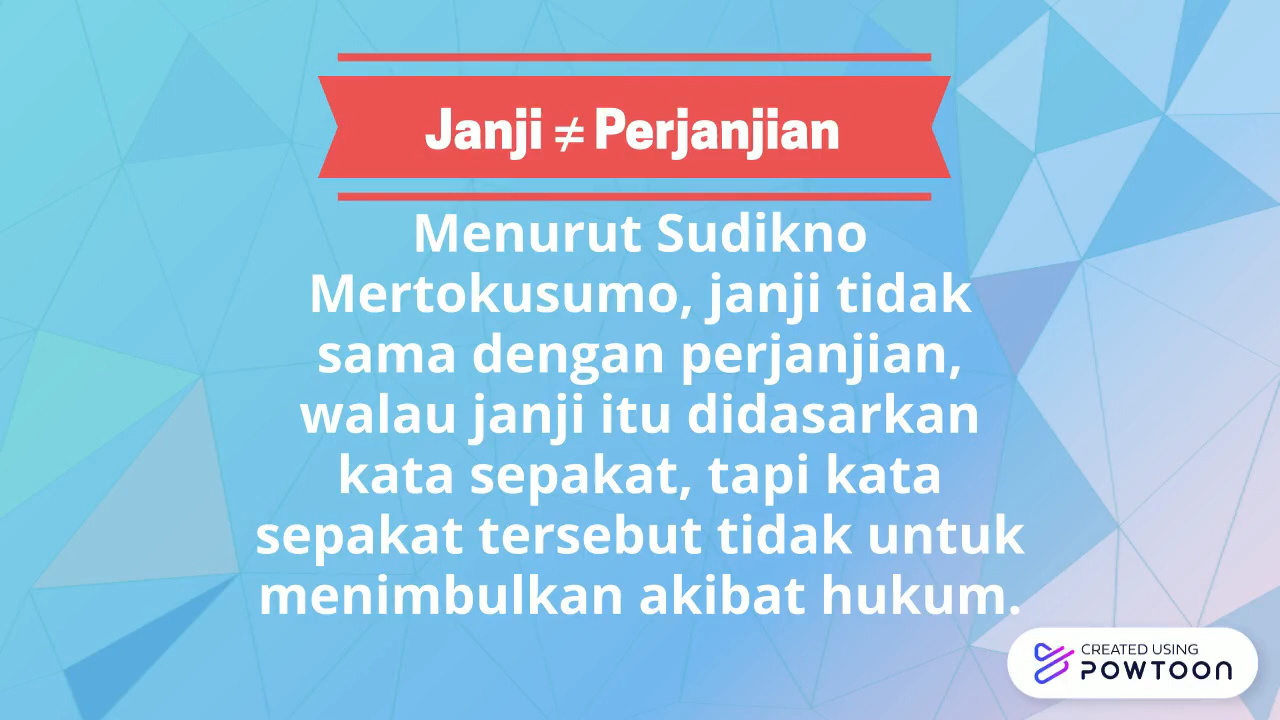 Janji ≠ Perjanjian
Menurut Sudikno
Mertokusumo, janji tidak
sama dengan perjanjian,
walau janji itu didasarkan
kata sepakat, tapi kata
sepakat tersebut tidak untuk
menimbulkan akibat hukum.
CREATED USING
POWTOON